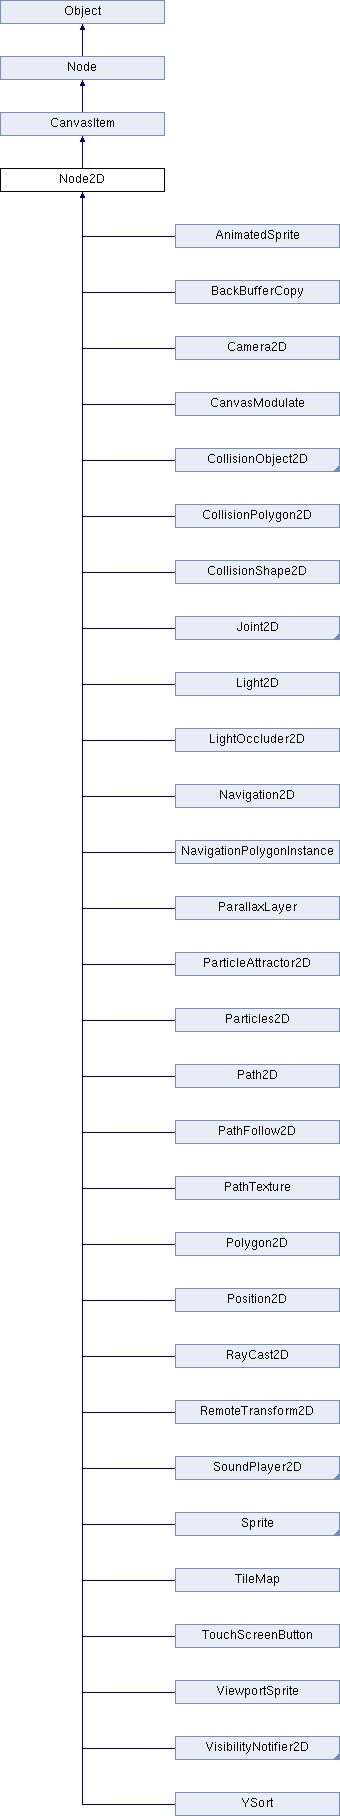 Object
Node
CanvasItem
Node2D
AnimatedSprite
BackBufferCopy
Camera2D
CanvasModulate
CollisionObject2D
CollisionPolygon2D
CollisionShape2D
Joint2D
Light2D
LightOccluder2D
Navigation2D
NavigationPolygonInstance
ParallaxLayer
ParticleAttractor2D
Particles2D
Path2D
PathFollow2D
PathTexture
Polygon2D
Position2D
RayCast2D
RemoteTransform2D
SoundPlayer2D
Sprite
TileMap
TouchScreenButton
ViewportSprite
VisibilityNotifier2D
YSort